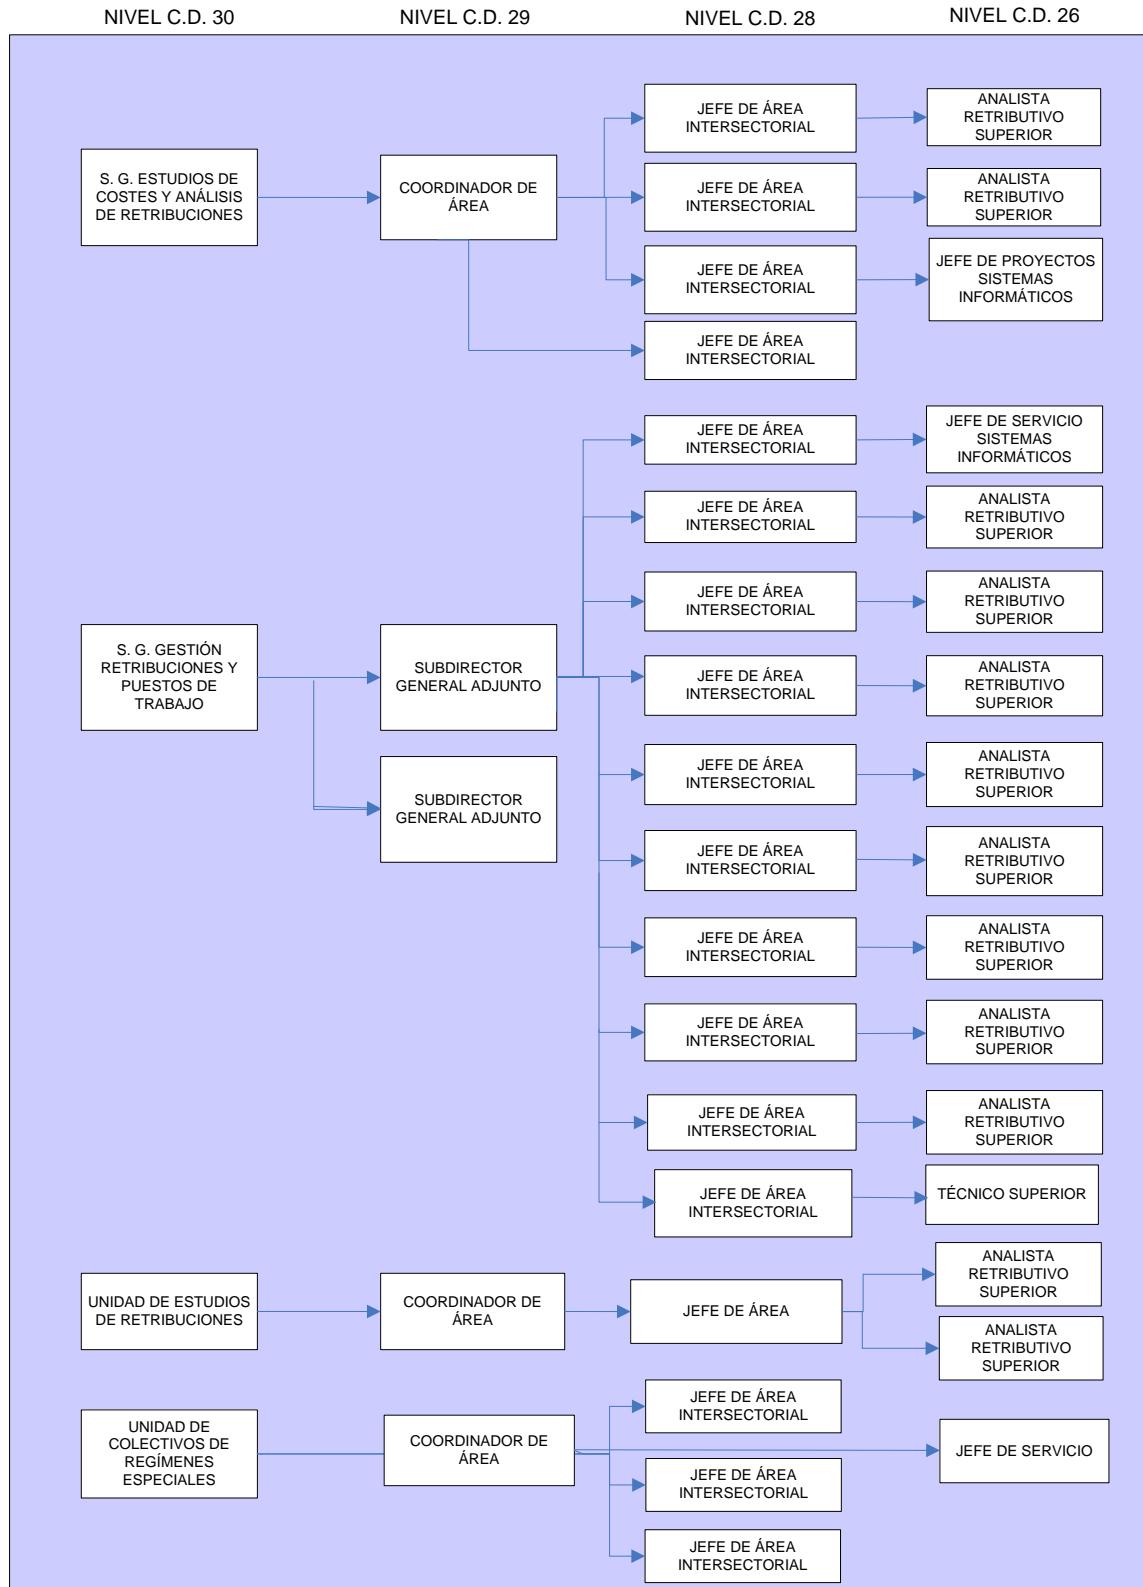 NIVEL C.D. 30
NIVEL C.D. 29
NIVEL C.D. 28
NIVEL C.D. 26
S. G. ESTUDIOS DE
COSTES Y ANÁLISIS
DE RETRIBUCIONES
COORDINADOR DE
ÁREA
JEFE DE ÁREA
INTERSECTORIAL
ANALISTA
RETRIBUTIVO
SUPERIOR
JEFE DE ÁREA
INTERSECTORIAL
ANALISTA
RETRIBUTIVO
SUPERIOR
JEFE DE ÁREA
INTERSECTORIAL
JEFE DE PROYECTOS
SISTEMAS
INFORMÁTICOS
JEFE DE ÁREA
INTERSECTORIAL
S. G. GESTIÓN
RETRIBUCIONES Y
PUESTOS DE
TRABAJO
SUBDIRECTOR
GENERAL ADJUNTO
SUBDIRECTOR
GENERAL ADJUNTO
JEFE DE ÁREA
INTERSECTORIAL
JEFE DE SERVICIO
SISTEMAS
INFORMÁTICOS
JEFE DE ÁREA
INTERSECTORIAL
ANALISTA
RETRIBUTIVO
SUPERIOR
JEFE DE ÁREA
INTERSECTORIAL
ANALISTA
RETRIBUTIVO
SUPERIOR
JEFE DE ÁREA
INTERSECTORIAL
ANALISTA
RETRIBUTIVO
SUPERIOR
JEFE DE ÁREA
INTERSECTORIAL
ANALISTA
RETRIBUTIVO
SUPERIOR
JEFE DE ÁREA
INTERSECTORIAL
ANALISTA
RETRIBUTIVO
SUPERIOR
JEFE DE ÁREA
INTERSECTORIAL
ANALISTA
RETRIBUTIVO
SUPERIOR
JEFE DE ÁREA
INTERSECTORIAL
ANALISTA
RETRIBUTIVO
SUPERIOR
JEFE DE ÁREA
INTERSECTORIAL
ANALISTA
RETRIBUTIVO
SUPERIOR
JEFE DE ÁREA
INTERSECTORIAL
TÉCNICO SUPERIOR
UNIDAD DE ESTUDIOS
DE RETRIBUCIONES
COORDINADOR DE
ÁREA
JEFE DE ÁREA
ANALISTA
RETRIBUTIVO
SUPERIOR
ANALISTA
RETRIBUTIVO
SUPERIOR
UNIDAD DE
COLECTIVOS DE
REGÍMENES
ESPECIALES
COORDINADOR DE
ÁREA
JEFE DE ÁREA
INTERSECTORIAL
JEFE DE SERVICIO
JEFE DE ÁREA
INTERSECTORIAL
JEFE DE ÁREA
INTERSECTORIAL